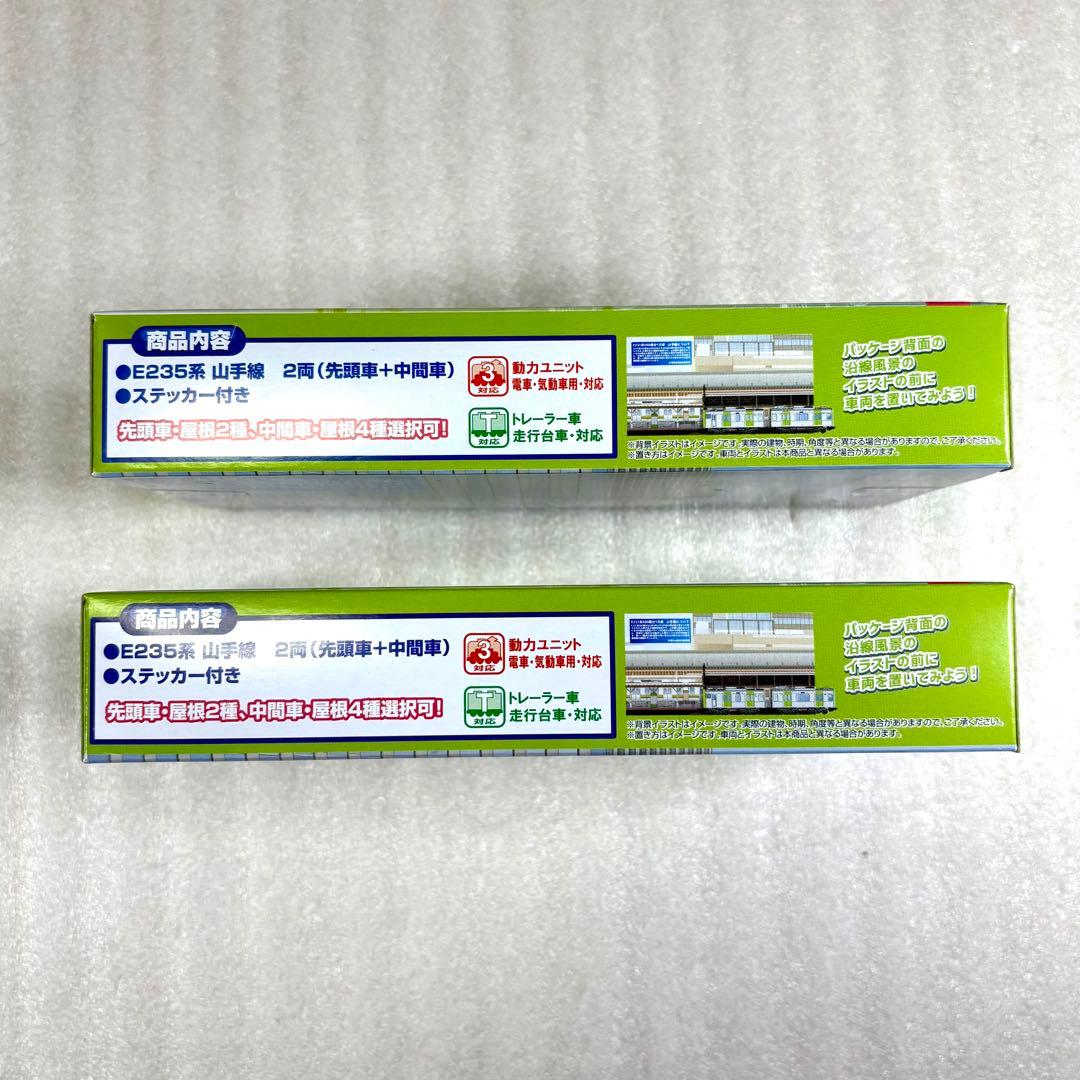 商品内容
●E235系 山手線　2両(先頭車+中間車)
●ステッカー付き
先頭車・屋根2種、中間車・屋根4種選択可!
3
対応
動力ユニット
電車・気動車用・対応
対応
トレーラー車
走行台車・対応
パッケージ背面の
沿線風景の
イラストの前に
車両を置いてみよう!
※背景イラストはイメージです。実際の建物、時期、角度等と異なる場合がありますので、ご了承ください。
※置き方はイメージです。車両とイラストは本商品と異なる場合があります。
商品内容
●E235系 山手線　2両(先頭車+中間車)
●ステッカー付き
先頭車・屋根2種、中間車・屋根4種選択可!
3
対応
動力ユニット
電車・気動車用・対応
対応
トレーラー車
走行台車・対応
パッケージ背面の
沿線風景の
イラストの前に
車両を置いてみよう!
※背景イラストはイメージです。実際の建物、時期、角度等と異なる場合がありますので、ご了承ください。
※置き方はイメージです。車両とイラストは本商品と異なる場合があります。